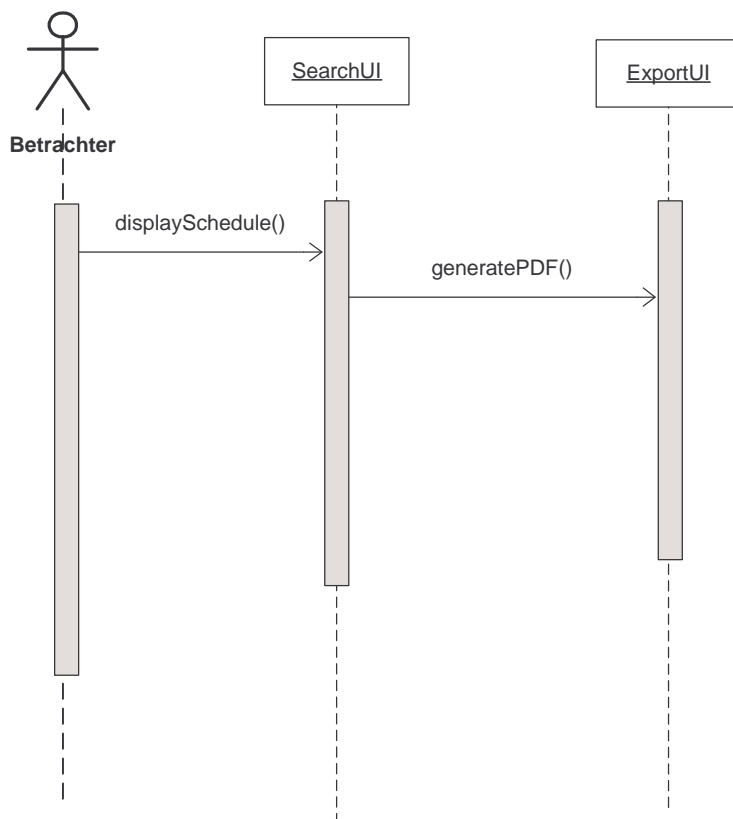 SearchUI
ExportUI
Betrachter
displaySchedule()
generatePDF()